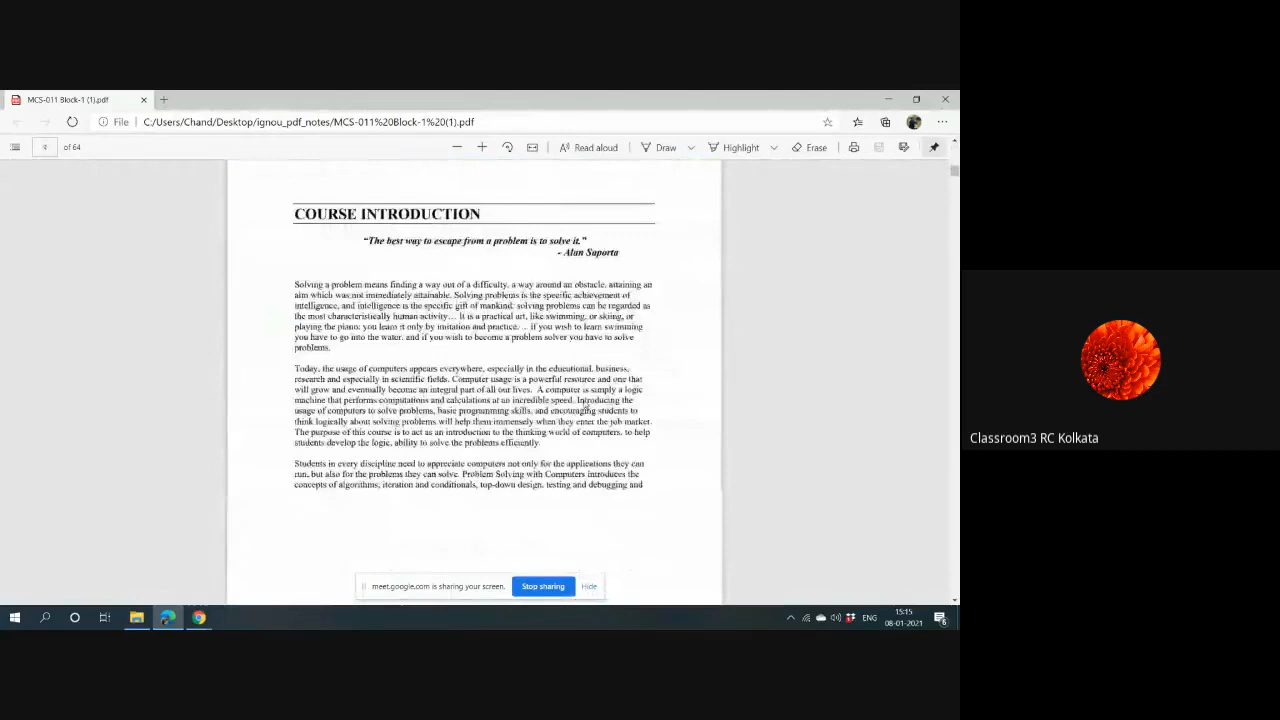 MCS-011 Block-1 (1).pdf
File C:/Users/Chand/Desktop/ignou_pdf_notes/MCS-011%20Block-1%20(1).pdf
of 64
Read aloud
Draw
Highlight
Erase
COURSE INTRODUCTION
“The best way to escape from a problem is to solve it.”
- Alan Saporta
Solving a problem means finding a way out of a difficulty, a way around an obstacle, attaining an
aim which was not immediately attainable. Solving problems is the specific achievement of
intelligence, and intelligence is the specific gift of mankind. solving problems can be regarded as
the most characteristically human activity… It is a practical art, like swimming, or skiing, or
playing the piano: you learn it only by imitation and practice.… if you wish to learn swimming
you have to go into the water, and if you wish to become a problem solver you have to solve
problems.
Today, the usage of computers appears everywhere, especially in the educational, business,
research and especially in scientific fields. Computer usage is a powerful resource and one that
will grow and eventually become an integral part of all our lives. A computer is simply a logic
machine that performs computations and calculations at an incredible speed. Introducing the
usage of computers to solve problems, basic programming skills, and encouraging students to
think logically about solving problems will help them immensely when they enter the job market.
The purpose of this course is to act as an introduction to the thinking world of computers, to help
students develop the logic, ability to solve the problems efficiently.
Students in every discipline need to appreciate computers not only for the applications they can
run, but also for the problems they can solve. Problem Solving with Computers introduces the
concepts of algorithms, iteration and conditionals, top-down design, testing and debugging and
meet.google.com is sharing your screen.
Stop sharing
Hide
ENG
15:15
08-01-2021
Classroom3 RC Kolkata